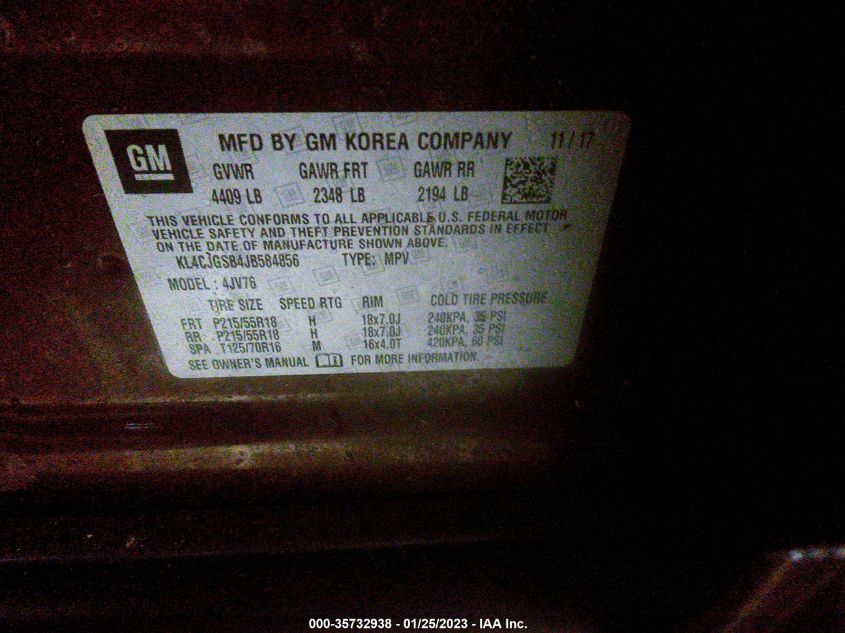 GM
MFD BY GM KOREA COMPANY 11/17
GVWR GAWR FRT GAWR RR
4409 LB 2348 LB 2194 LB
THIS VEHICLE CONFORMS TO ALL APPLICABLE U.S. FEDERAL MOTOR
VEHICLE SAFETY AND THEFT PREVENTION STANDARDS IN EFFECT
ON THE DATE OF MANUFACTURE SHOWN ABOVE.
KL4CJGSB4JB584856 TYPE: MPV
MODEL: 4JV76
TIRE SIZE SPEED RTG RIM COLD TIRE PRESSURE
FRT P215/55R18 H 18x7.0J 240KPA, 35 PSI
RR P215/55R18 H 18x7.0J 240KPA, 35 PSI
SPA T125/70R16 M 16x4.0T 420KPA, 60 PSI
SEE OWNER'S MANUAL FOR MORE INFORMATION.
000-35732938 - 01/25/2023 - IAA Inc.